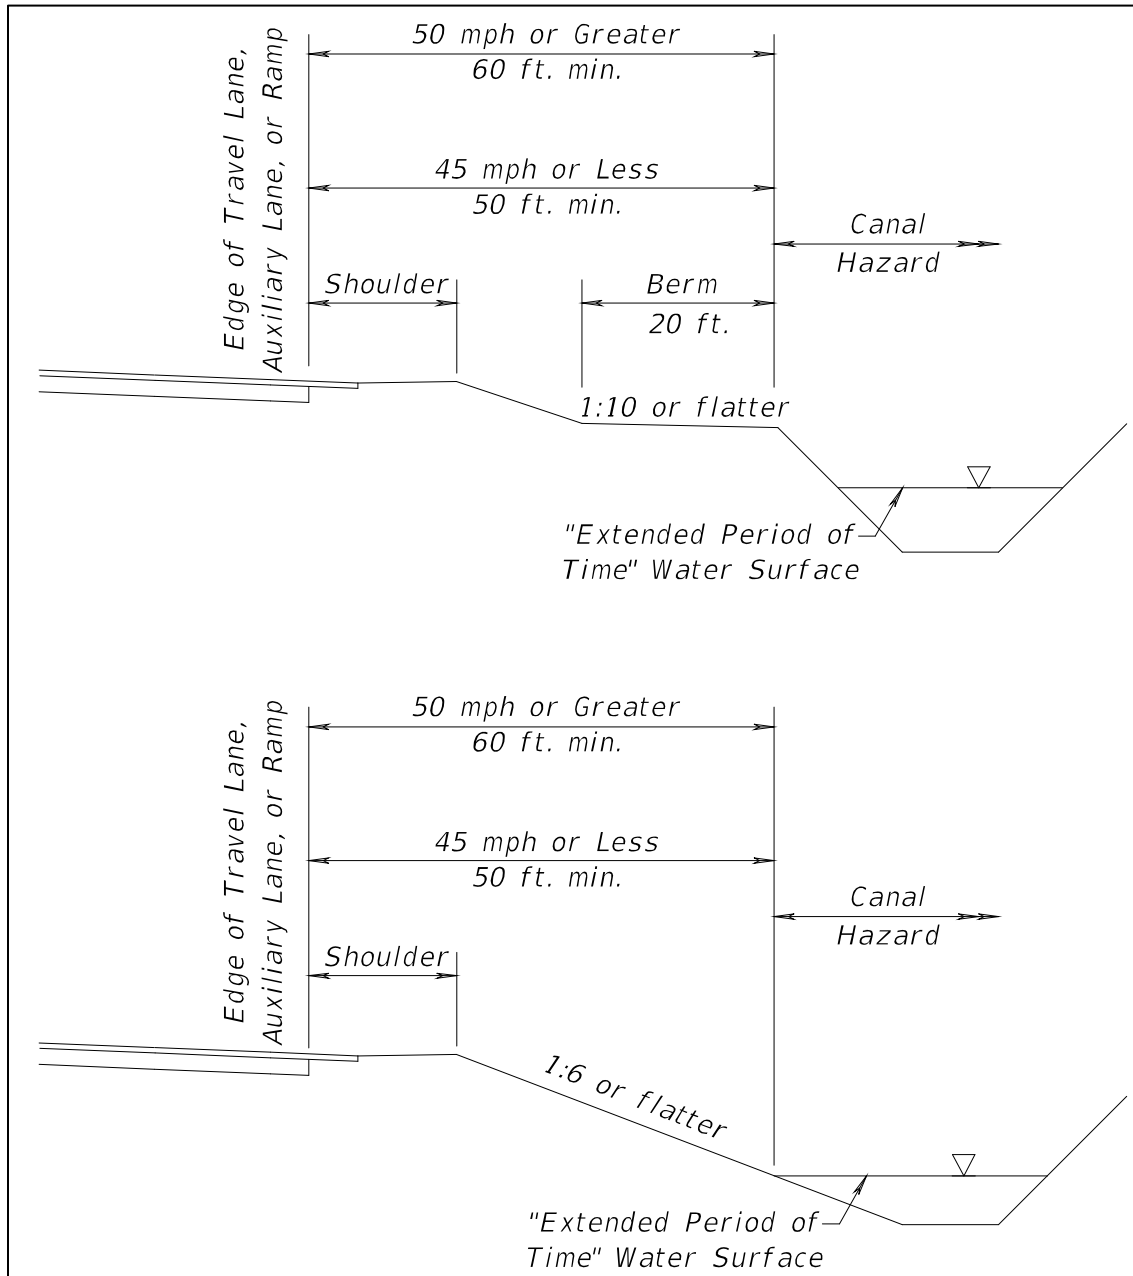 50 mph or Greater
60 ft. min.
Edge of Travel Lane,
Auxiliary Lane, or Ramp
45 mph or Less
50 ft. min.
Canal
Hazard
Shoulder
Berm
20 ft.
1:10 or flatter
"Extended Period of
Time" Water Surface
50 mph or Greater
60 ft. min.
Edge of Travel Lane,
Auxiliary Lane, or Ramp
45 mph or Less
50 ft. min.
Canal
Hazard
Shoulder
1:6 or flatter
"Extended Period of
Time" Water Surface